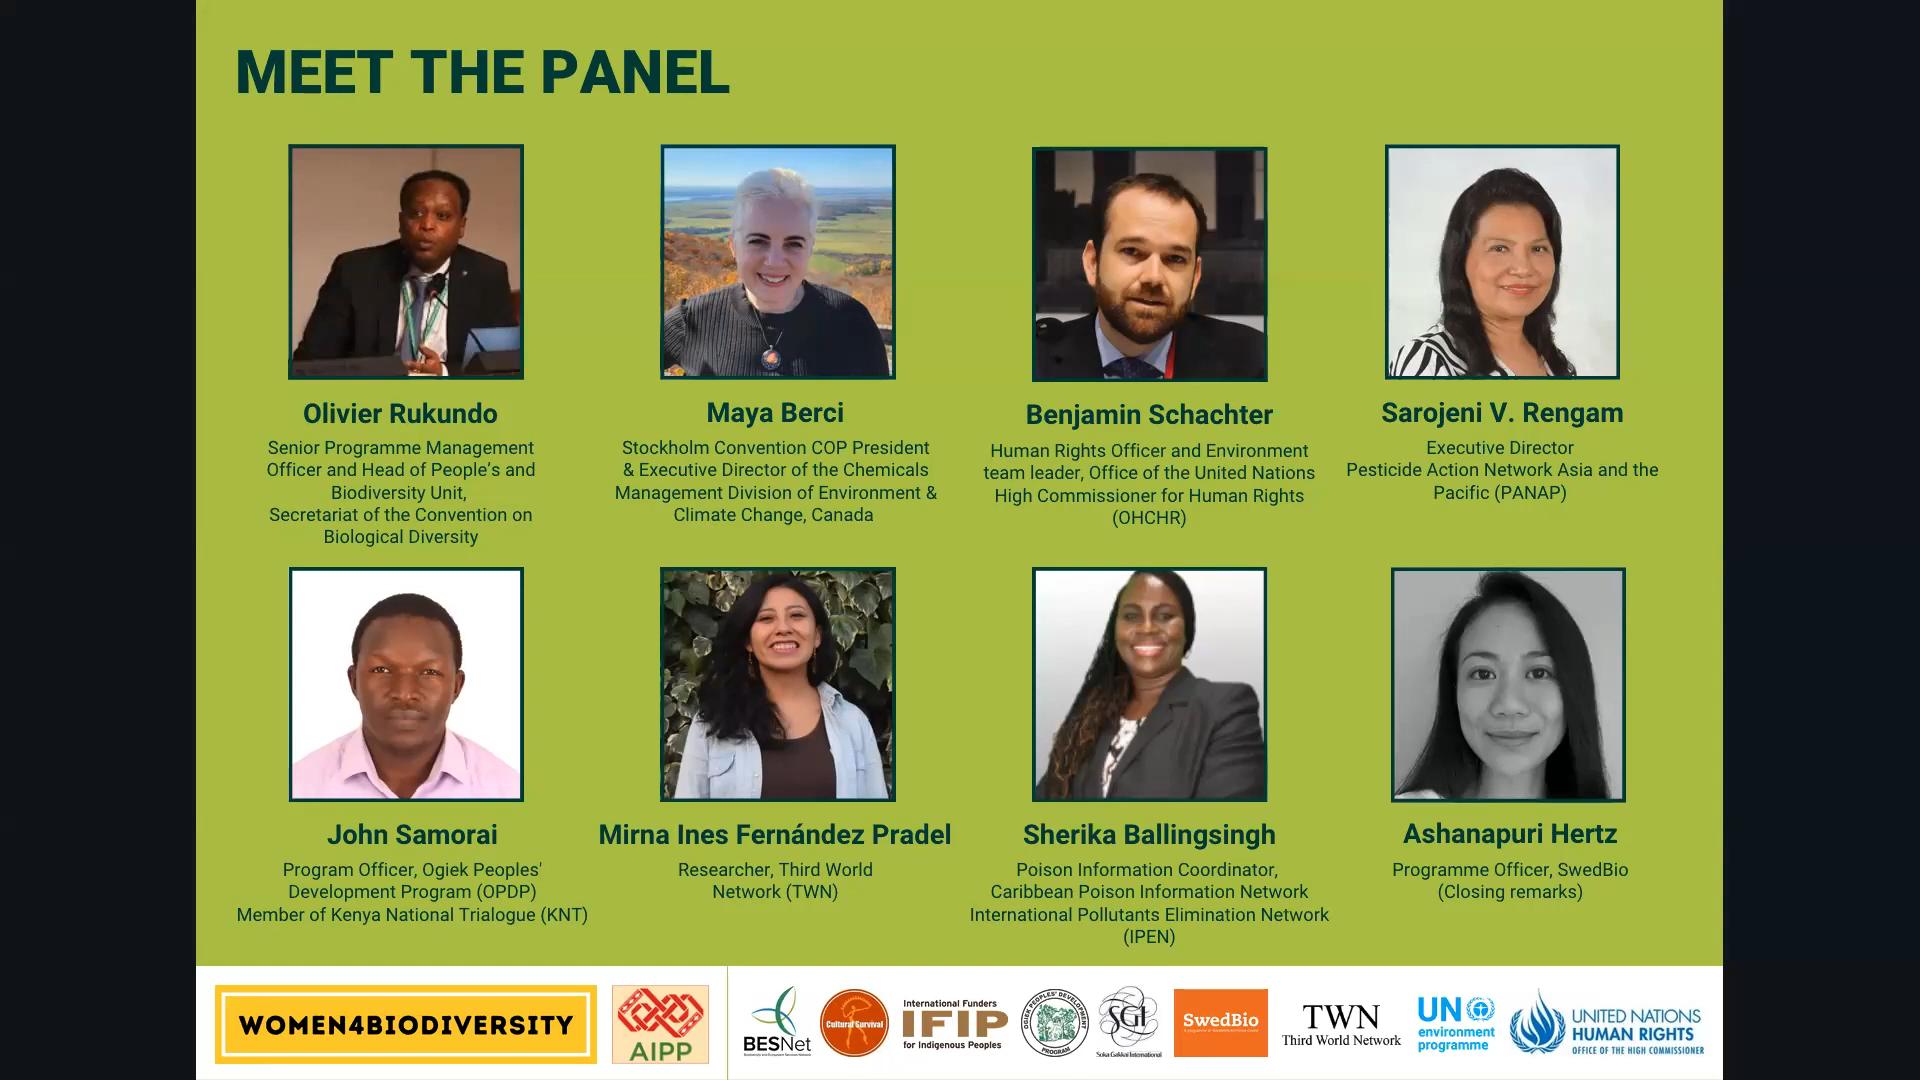 MEET THE PANEL
Olivier Rukundo
Senior Programme Management
Officer and Head of People's and
Biodiversity Unit,
Secretariat of the Convention on
Biological Diversity
Maya Berci
Stockholm Convention COP President
& Executive Director of the Chemicals
Management Division of Environment &
Climate Change, Canada
Benjamin Schachter
Human Rights Officer and Environment
team leader, Office of the United Nations
High Commissioner for Human Rights
(OHCHR)
Sarojeni V. Rengam
Executive Director
Pesticide Action Network Asia and the
Pacific (PANAP)
John Samorai
Program Officer, Ogiek Peoples'
Development Program (OPDP)
Member of Kenya National Trialogue (KNT)
Mirna Ines Fernández Pradel
Researcher, Third World
Network (TWN)
Sherika Ballingsingh
Poison Information Coordinator,
Caribbean Poison Information Network
International Pollutants Elimination Network
(IPEN)
Ashanapuri Hertz
Programme Officer, SwedBio
(Closing remarks)
WOMEN4BIODIVERSITY
AIPP
BESNet
Cultural Survival
International Funders
IFIP
for Indigenous Peoples
OGIEK PEOPLES' DEVELOPMENT
PROGRAM
SGI
Soka Gakkai International
SwedBio
TWN
Third World Network
UN
environment
programme
UNITED NATIONS
HUMAN RIGHTS
OFFICE OF THE HIGH COMMISSIONER